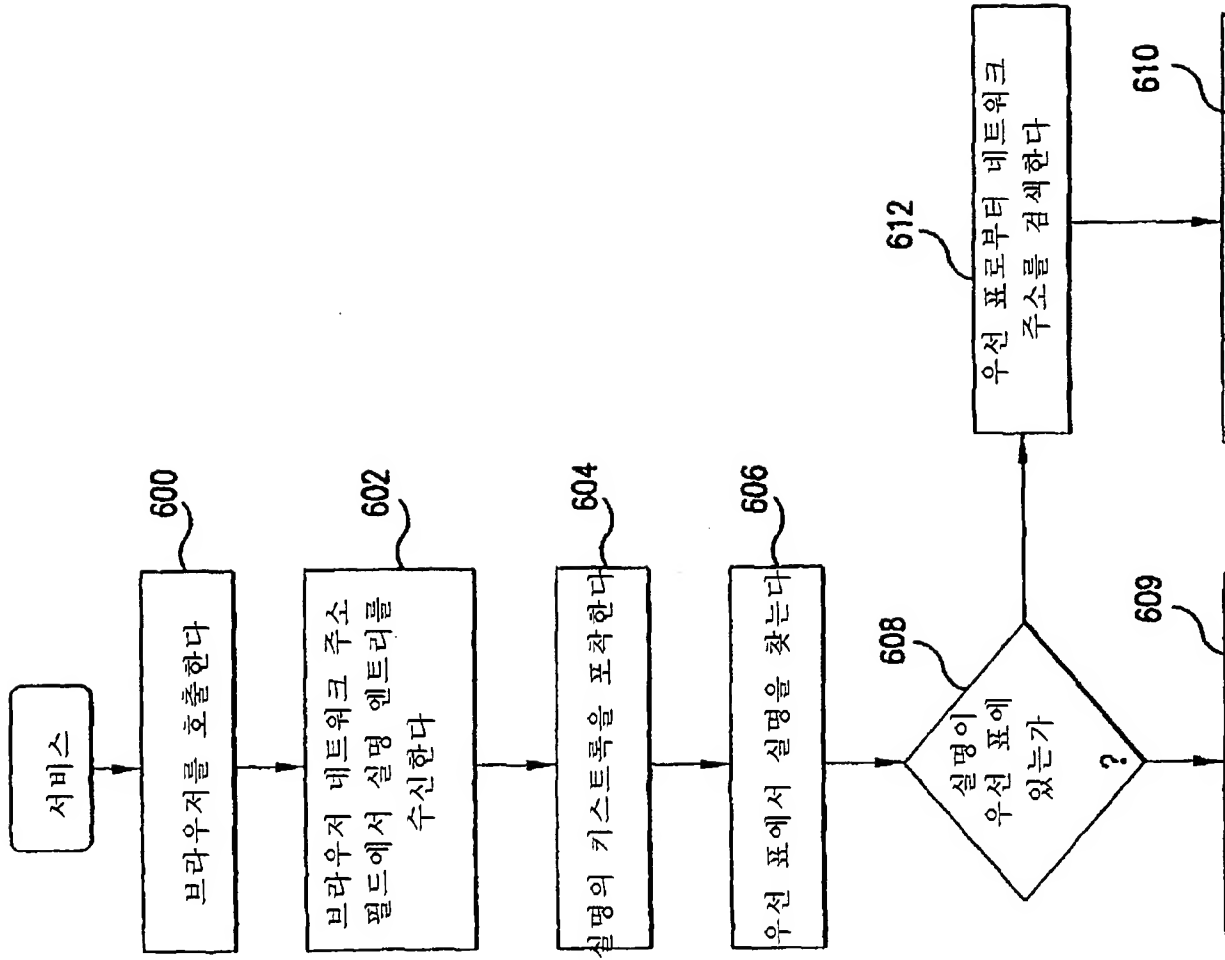 서비스
600
브라우저를 호출한다
602
브라우저 네트워크 주소
필드에서 실명 엔트리를
수신한다
604
실명의 키스트록을 포착한다
606
우선 표에서 실명을 찾는다
608
실명이
우선 표에
있는가
?
612
우선 표로부터 네트워크
주소를 검색한다
609
610